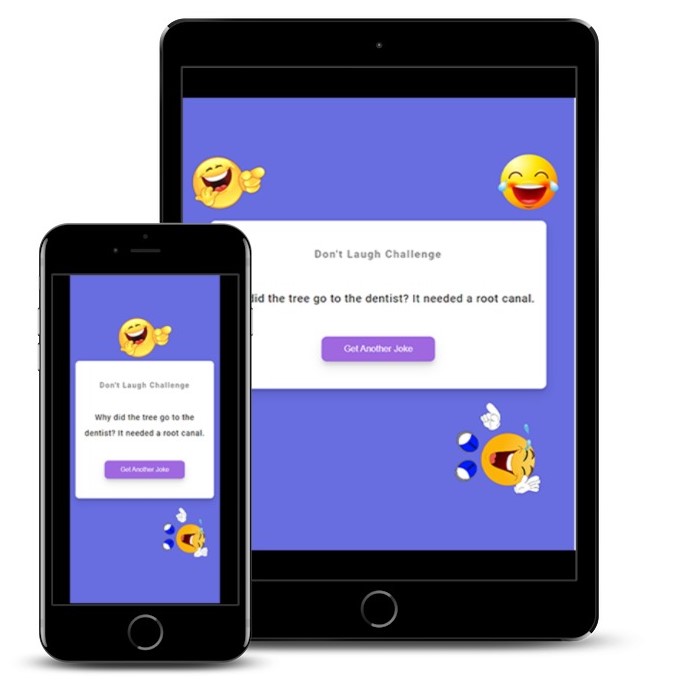 Don't Laugh Challenge
did the tree go to the dentist? It needed a root canal.
Get Another Joke
Don't Laugh Challenge
Why did the tree go to the
dentist? It needed a root canal.
Get Another Joke